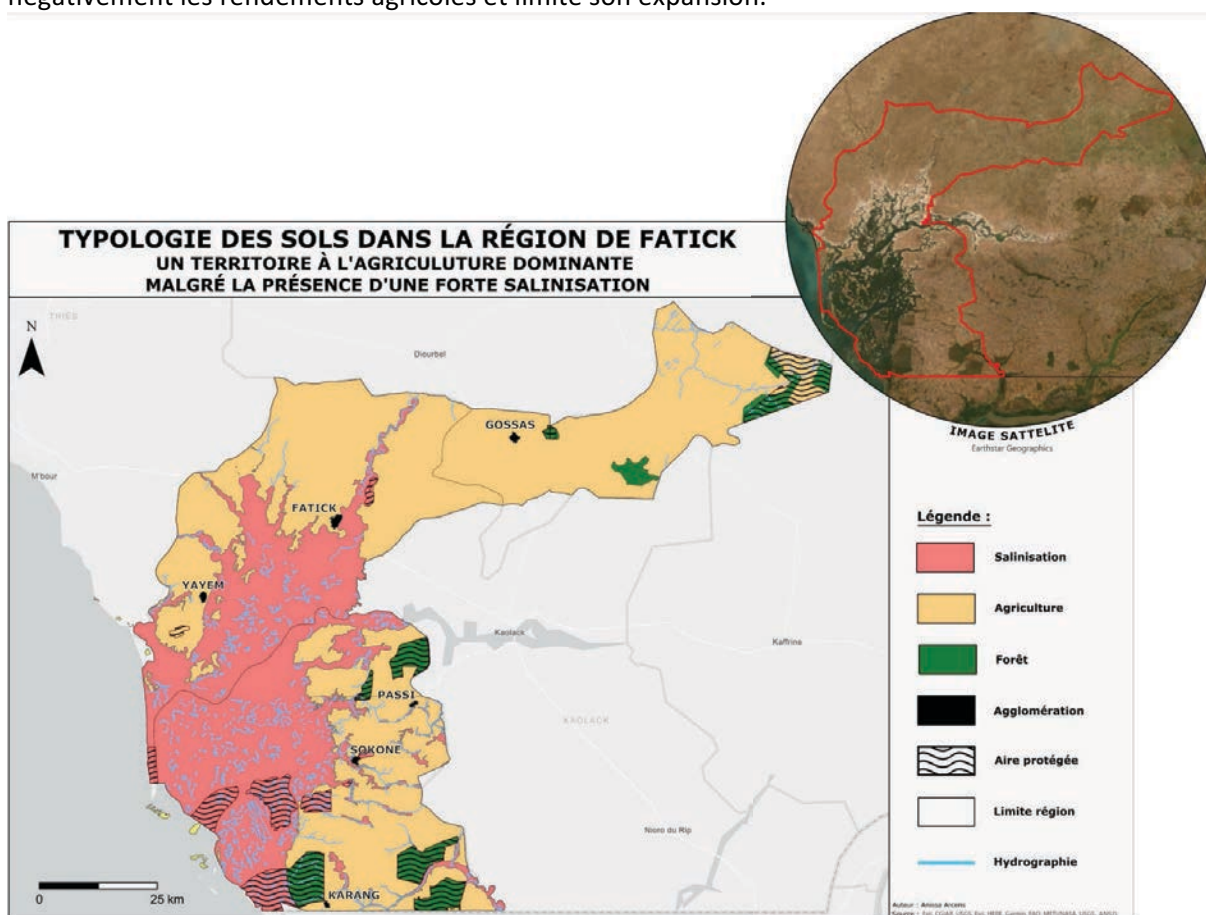 négativement les rendements agricoles et limite son expansion.
TYPOLOGIE DES SOLS DANS LA RÉGION DE FATICK
UN TERRITOIRE À L'AGRICULUTURE DOMINANTE
MALGRÉ LA PRÉSENCE D'UNE FORTE SALINISATION
IMAGE SATTELITE
Earthstar Geographics
N
THIÈS
Diourbel
GOSSAS
M'bour
FATICK
YAYEM
Kaolack
Kaffrine
PASSI
KAOLACK
SOKONE
Nioro du Rip
KARANG
0
25 km
Légende :
Salinisation
Agriculture
Forêt
Agglomération
Aire protégée
Limite région
Hydrographie
Auteur : Anissa Arcens